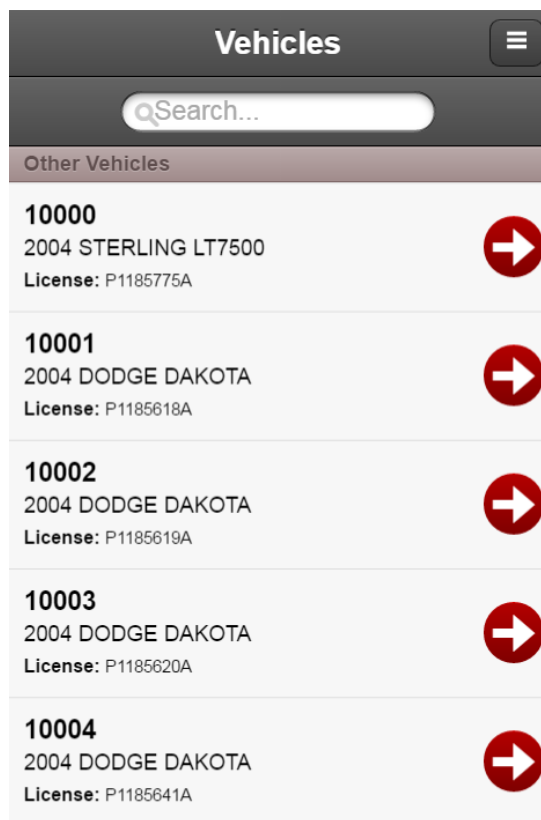 Vehicles
Search...
Other Vehicles
10000
2004 STERLING LT7500
License: P1185775A
10001
2004 DODGE DAKOTA
License: P1185618A
10002
2004 DODGE DAKOTA
License: P1185619A
10003
2004 DODGE DAKOTA
License: P1185620A
10004
2004 DODGE DAKOTA
License: P1185641A